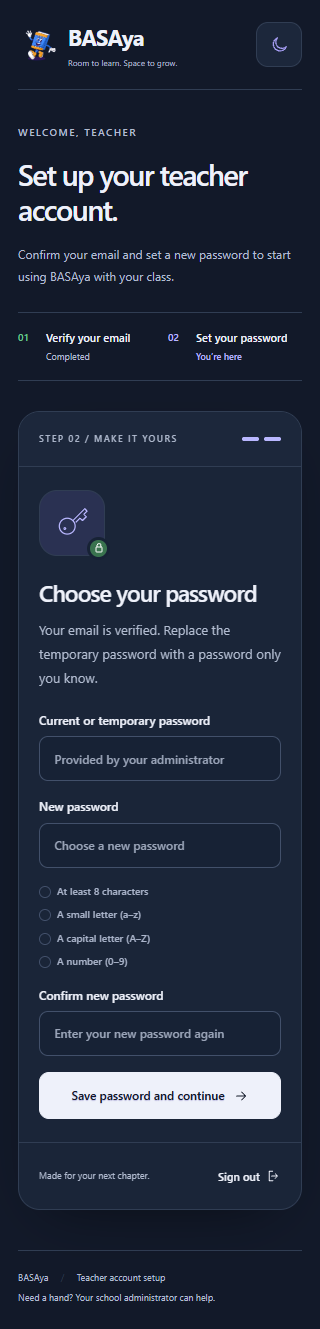 BASAya
Room to learn. Space to grow.
WELCOME, TEACHER
Set up your teacher
account.
Confirm your email and set a new password to start
using BASAya with your class.
01 Verify your email
Completed
02 Set your password
You're here
STEP 02 / MAKE IT YOURS
Choose your password
Your email is verified. Replace the
temporary password with a password only
you know.
Current or temporary password
Provided by your administrator
New password
Choose a new password
At least 8 characters
A small letter (a–z)
A capital letter (A–Z)
A number (0–9)
Confirm new password
Enter your new password again
Save password and continue →
Made for your next chapter.
Sign out
BASAya / Teacher account setup
Need a hand? Your school administrator can help.